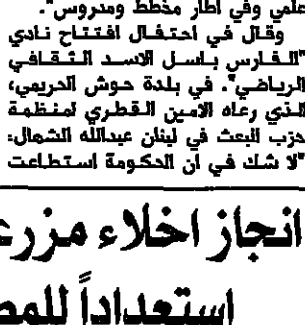 علمي وفي اطار مخطط ومدروس".
وقال في احتفال افتتاح نادي
"الفارس باسل الاسد الثقافي
الرياضي". في بلدة حوش الحريمي،
الذي رعاه الامين القطري لمنظمة
حزب البعث في لبنان عبدالله الشهال:
"لا شك في ان الحكومة استطاعت
انجاز اخلاء مزرع
استعداداً للمص